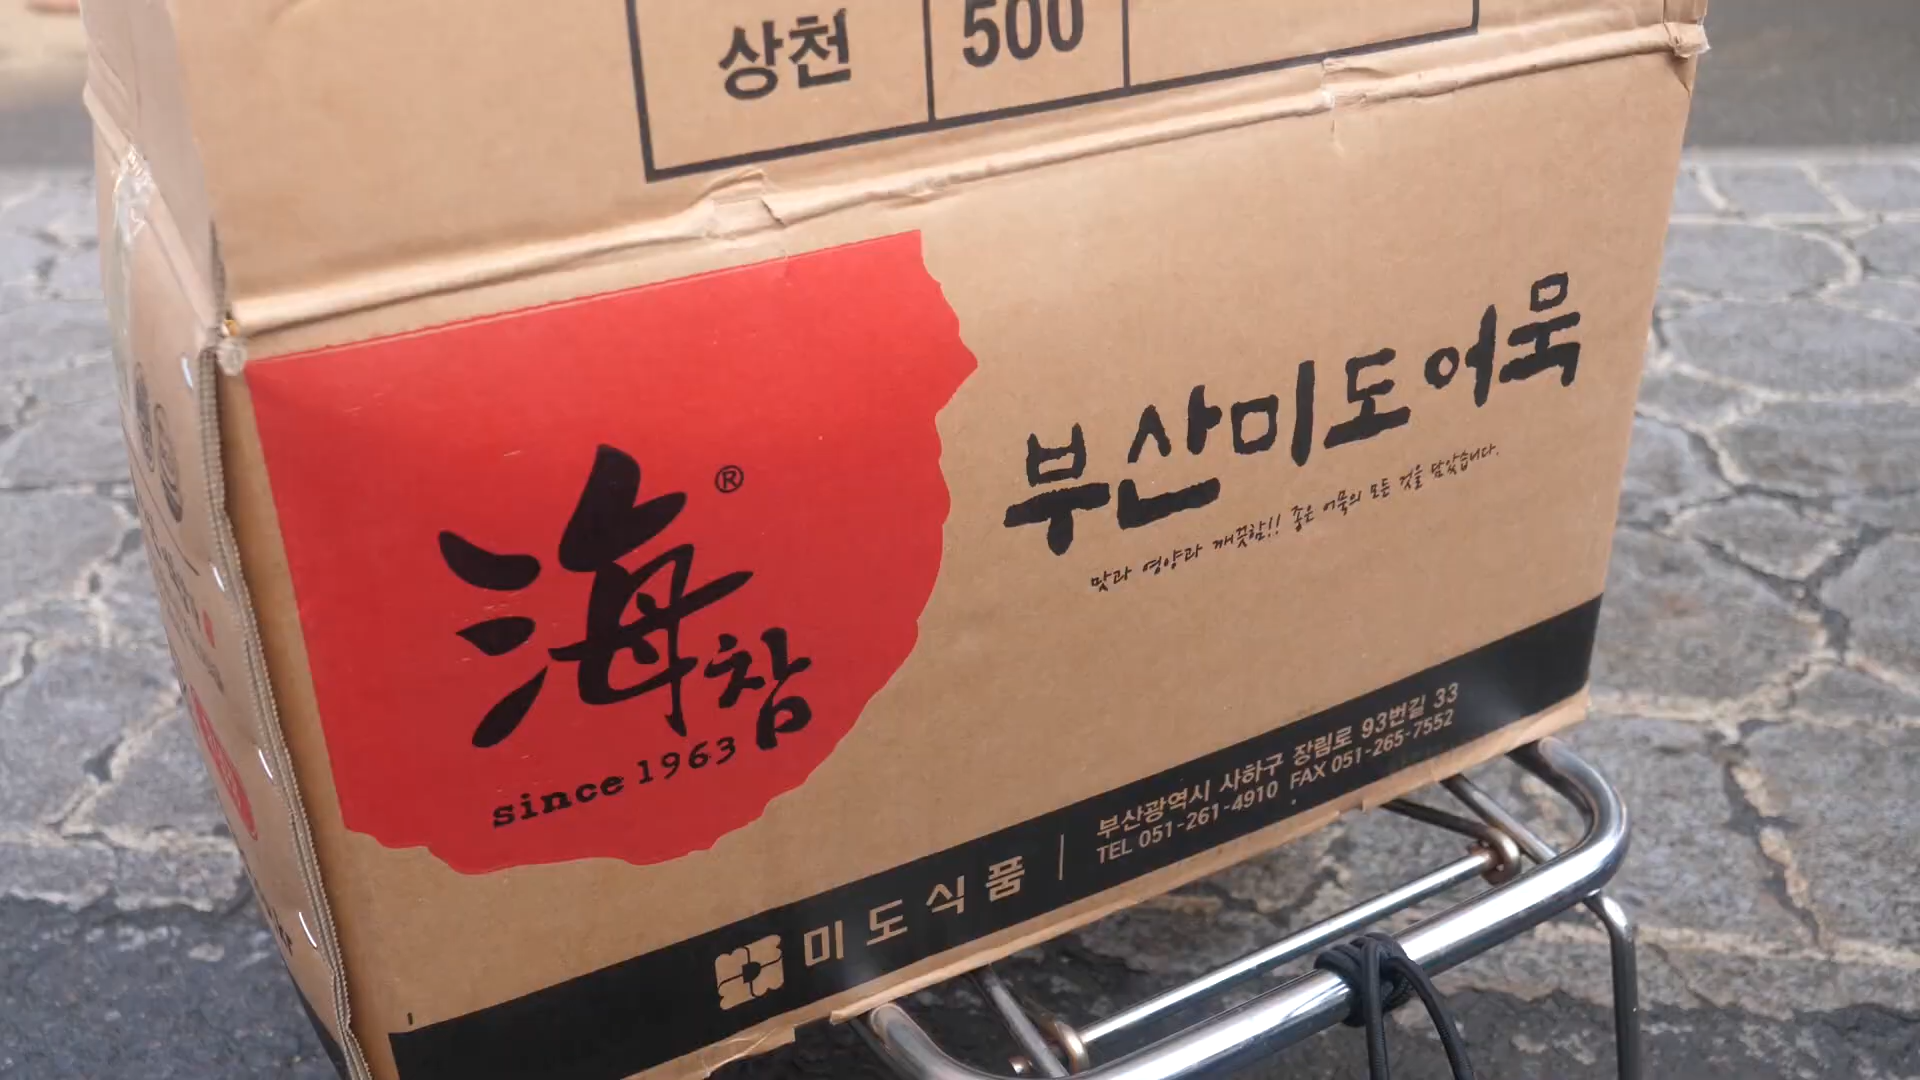 상천 500
海참®
since 1963
부산미도어묵
맛과 영양과 깨끗함!! 좋은 어묵의 모든 것을 담았습니다.
미도식품
부산광역시 사하구 장림로 93번길 33
TEL 051-261-4910 FAX 051-265-7552